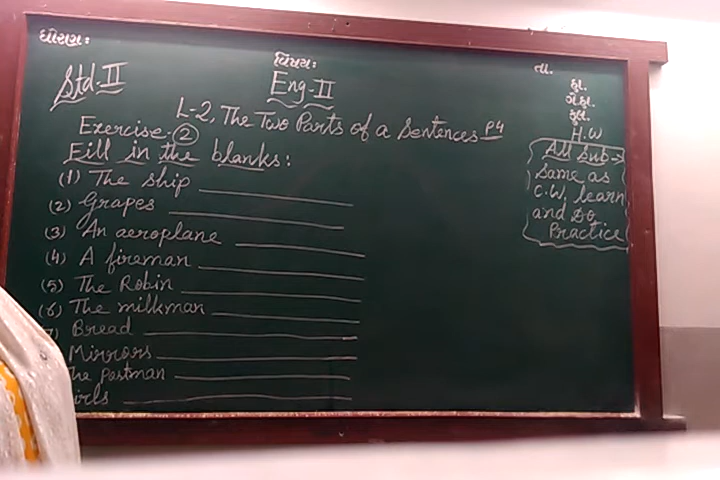 ધોરણ:
વિષય:
તા.
Std-II
Eng-II
હા.
ગેહા.
કુલ.
L-2, The Two Parts of a Sentences P4
Exercise-(2)
Fill in the blanks:
(1) The ship
(2) Grapes
(3) An aeroplane
(4) A fireman
(5) The Robin
(6) The milkman
Bread
Mirrors
The postman
irls
H.W
All Sub→
Same as
C.W. learn
and do
Practice